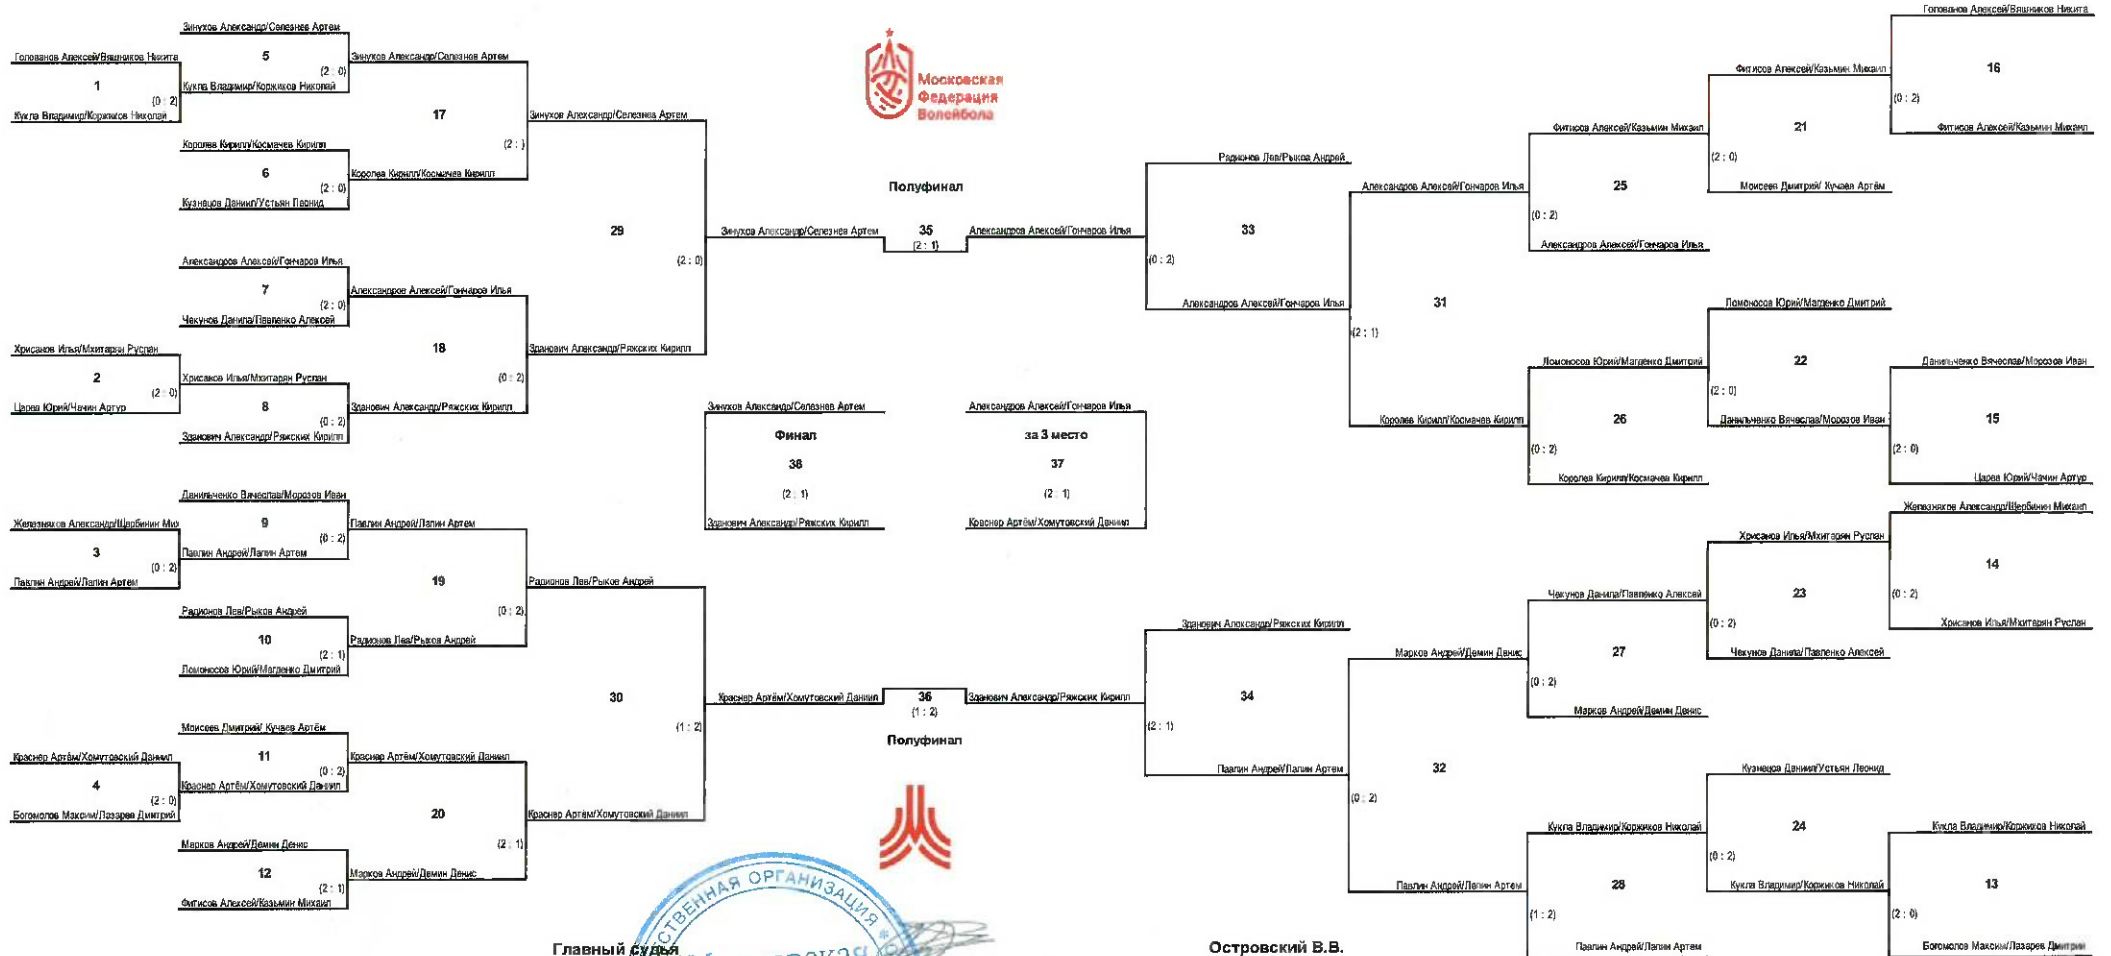 Зинухов Александр/Селезнев Артем
Голованов Алексей/Вяшников Никита
5
Зинухов Александр/Селезнев Артем
(2 : 0)
1
Кукла Владимир/Коржиков Николай
(0 : 2)
Кукла Владимир/Коржиков Николай
17
Зинухов Александр/Селезнев Артем
(2 : )
Королев Кирилл/Космачев Кирилл
6
Королев Кирилл/Космачев Кирилл
(2 : 0)
Кузнецов Даниил/Устьян Леонид
29
(2 : 0)
Александров Алексей/Гончаров Илья
7
Александров Алексей/Гончаров Илья
(2 : 0)
Чекунов Данила/Павленко Алексей
18
Зданович Александр/Ряжских Кирилл
(0 : 2)
Хрисанов Илья/Мхитарян Руслан
2
Хрисанов Илья/Мхитарян Руслан
(2 : 0)
Царев Юрий/Чачин Артур
8
Зданович Александр/Ряжских Кирилл
(0 : 2)
Зданович Александр/Ряжских Кирилл
Данильченко Вячеслав/Морозов Иван
Железняков Александр/Щербинин Мих
9
Павлин Андрей/Лапин Артем
(0 : 2)
3
Павлин Андрей/Лапин Артем
(0 : 2)
Павлин Андрей/Лапин Артем
19
Радионов Лев/Рыков Андрей
(0 : 2)
Радионов Лев/Рыков Андрей
10
Радионов Лев/Рыков Андрей
(2 : 1)
Ломоносов Юрий/Магденко Дмитрий
30
(1 : 2)
Моисеев Дмитрий/ Кучаев Артём
11
Краснер Артём/Хомутовский Даниил
(0 : 2)
Краснер Артём/Хомутовский Даниил
4
Краснер Артём/Хомутовский Даниил
(2 : 0)
Богомолов Максим/Лазарев Дмитрий
20
Краснер Артём/Хомутовский Даниил
(2 : 1)
Марков Андрей/Демин Денис
12
Марков Андрей/Демин Денис
(2 : 1)
Фитисов Алексей/Казьмин Михаил
Московская
Федерация
Волейбола
Полуфинал
Зинухов Александр/Селезнев Артем
35
(2 : 1)
Александров Алексей/Гончаров Илья
Зинухов Александр/Селезнев Артем
Финал
38
(2 : 1)
Зданович Александр/Ряжских Кирилл
Александров Алексей/Гончаров Илья
за 3 место
37
(2 : 1)
Краснер Артём/Хомутовский Даниил
Краснер Артём/Хомутовский Даниил
36
(1 : 2)
Зданович Александр/Ряжских Кирилл
Полуфинал
Радионов Лев/Рыков Андрей
33
(0 : 2)
Александров Алексей/Гончаров Илья
Александров Алексей/Гончаров Илья
31
(2 : 1)
Королев Кирилл/Космачев Кирилл
Фитисов Алексей/Казьмин Михаил
25
(0 : 2)
Александров Алексей/Гончаров Илья
Фитисов Алексей/Казьмин Михаил
21
(2 : 0)
Моисеев Дмитрий/ Кучаев Артём
Голованов Алексей/Вяшников Никита
16
(0 : 2)
Фитисов Алексей/Казьмин Михаил
Ломоносов Юрий/Магденко Дмитрий
26
(0 : 2)
Королев Кирилл/Космачев Кирилл
Ломоносов Юрий/Магденко Дмитрий
22
(2 : 0)
Данильченко Вячеслав/Морозов Иван
Данильченко Вячеслав/Морозов Иван
15
(2 : 0)
Царев Юрий/Чачин Артур
Зданович Александр/Ряжских Кирилл
34
(2 : 1)
Павлин Андрей/Лапин Артем
Марков Андрей/Демин Денис
32
(0 : 2)
Павлин Андрей/Лапин Артем
Чекунов Данила/Павленко Алексей
27
(0 : 2)
Марков Андрей/Демин Денис
Хрисанов Илья/Мхитарян Руслан
23
(0 : 2)
Чекунов Данила/Павленко Алексей
Железняков Александр/Щербинин Михаил
14
(0 : 2)
Хрисанов Илья/Мхитарян Руслан
Кукла Владимир/Коржиков Николай
28
(1 : 2)
Павлин Андрей/Лапин Артем
Кузнецов Даниил/Устьян Леонид
24
(0 : 2)
Кукла Владимир/Коржиков Николай
Кукла Владимир/Коржиков Николай
13
(2 : 0)
Богомолов Максим/Лазарев Дмитрий
Главный судья
Островский В.В.
СТВЕННАЯ ОРГАНИЗАЦИЯ